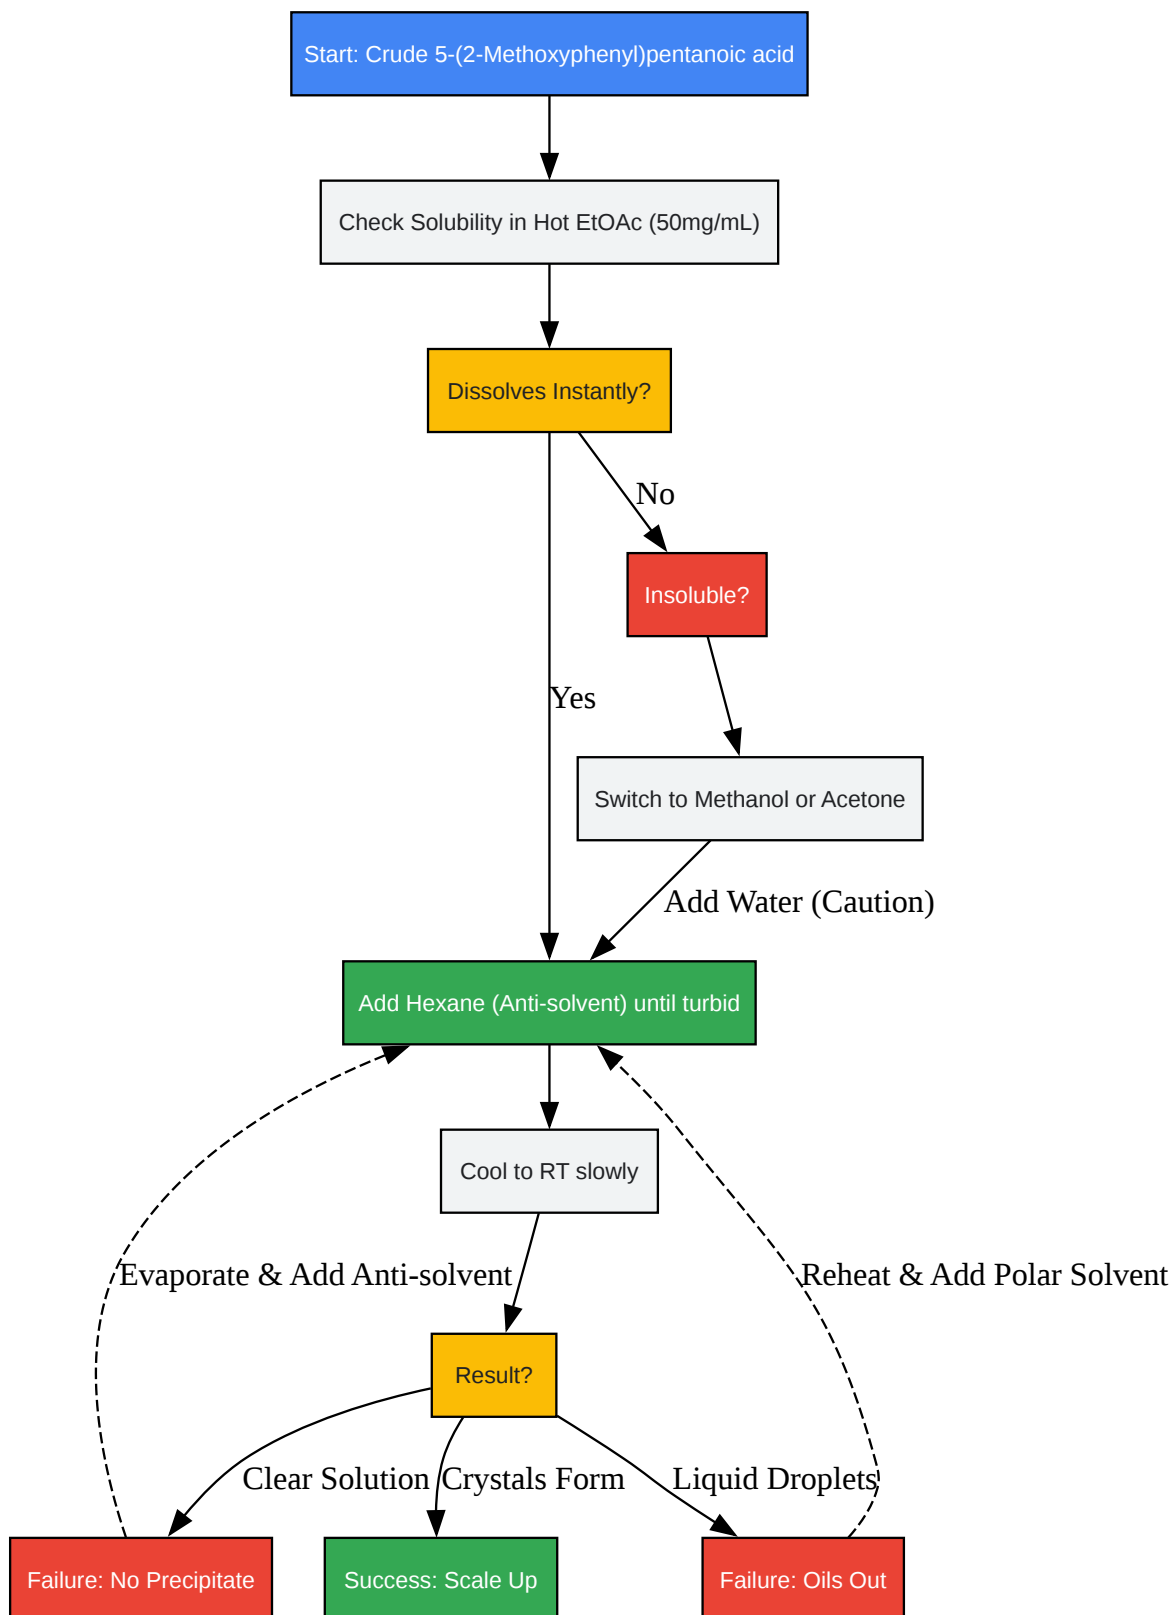 Start: Crude 5-(2-Methoxyphenyl)pentanoic acid
Check Solubility in Hot EtOAc (50mg/mL)
Dissolves Instantly?
No
Insoluble?
Yes
Switch to Methanol or Acetone
Add Water (Caution)
Add Hexane (Anti-solvent) until turbid
Cool to RT slowly
Evaporate & Add Anti-solvent
Reheat & Add Polar Solvent
Result?
Clear Solution
Crystals Form
Liquid Droplets
Failure: No Precipitate
Success: Scale Up
Failure: Oils Out